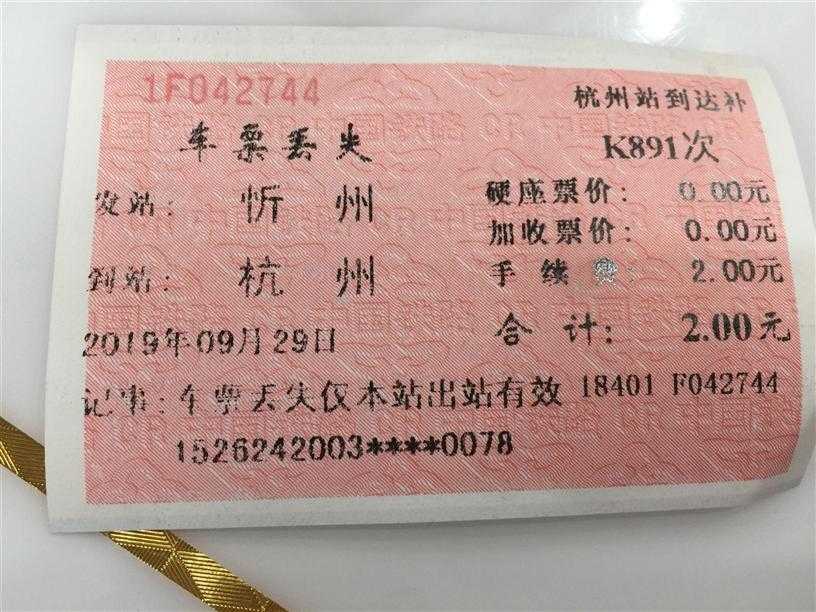 1F042744
杭州站到达补
车票丢失
K891次
发站：忻州
硬座票价：0.00元
加收票价：0.00元
到站：杭州
手续费：2.00元
2019年09月29日
合计：2.00元
记事：车票丢失仅本站出站有效 18401 F042744
1526242003****0078